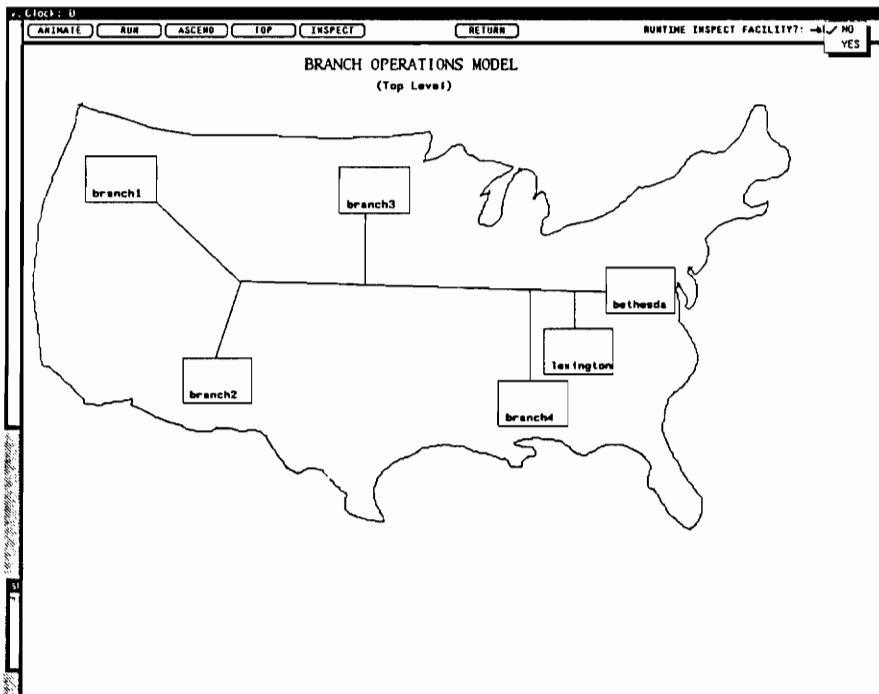 Clock: 0
ANIMATE RUN ASCEND TOP INSPECT RETURN RUNTIME INSPECT FACILITY?: NO
YES
BRANCH OPERATIONS MODEL
(Top Level)
branch1
branch3
bethesda
lexington
branch2
branch4